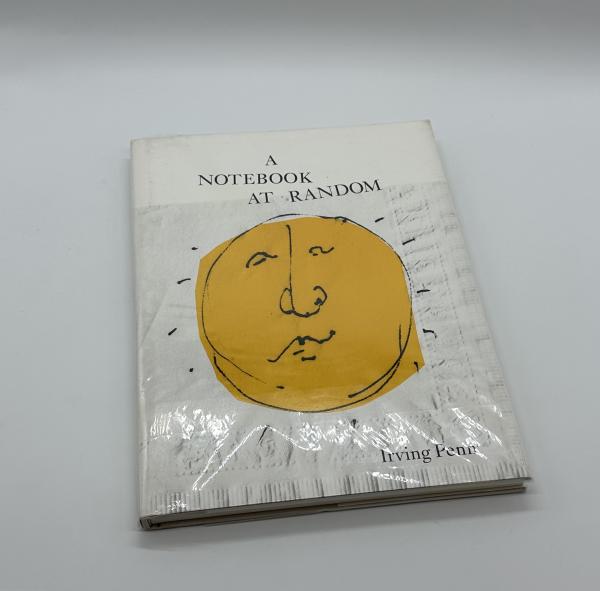 A
NOTEBOOK
AT RANDOM
Irving Penn